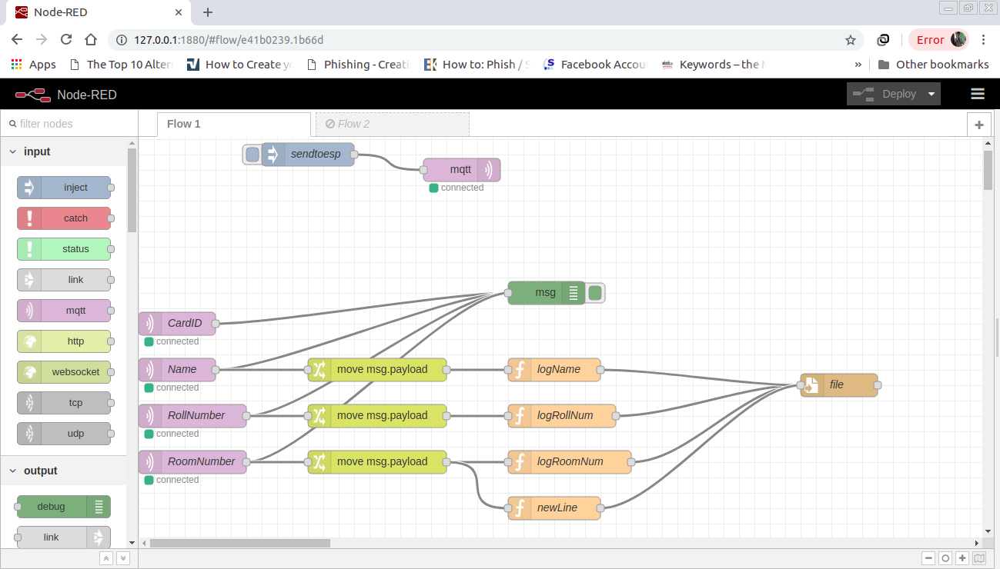 Node-RED
127.0.0.1:1880/#flow/e41b0239.1b66d
Error
Apps
The Top 10 Alter
How to Create y
Phishing - Creati
How to: Phish / S
Facebook Accou
Keywords – the N
»
Other bookmarks
Node-RED
Deploy
filter nodes
Flow 1
Flow 2
input
inject
catch
status
link
mqtt
http
websocket
tcp
udp
output
debug
link
sendtoesp
mqtt
connected
msg
CardID
connected
Name
move msg.payload
logName
connected
file
RollNumber
move msg.payload
logRollNum
connected
RoomNumber
move msg.payload
logRoomNum
connected
newLine